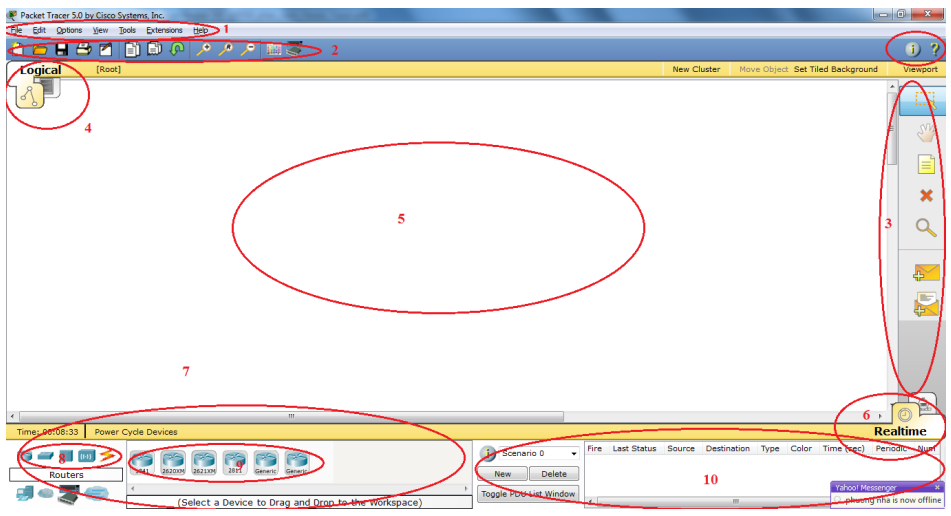 Packet Tracer 5.0 by Cisco Systems, Inc.
File Edit Options View Tools Extensions Help 1
2
Logical [Root] New Cluster Move Object Set Tiled Background Viewport
4
5
3
7
6
Time: 00:08:33 Power Cycle Devices Realtime
8
1841 2620XM 2621XM 2811 Generic Generic
9
Routers
(Select a Device to Drag and Drop to the Workspace)
Scenario 0
New Delete
Toggle PDU List Window
Fire Last Status Source Destination Type Color Time (sec) Periodic Num
10
Yahoo! Messenger x
phuong nha is now offline